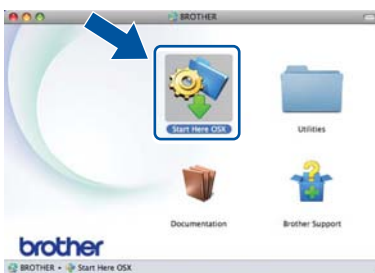 BROTHER
Start Here OSX
Utilities
Documentation
Brother Support
brother
BROTHER ▸ Start Here OSX